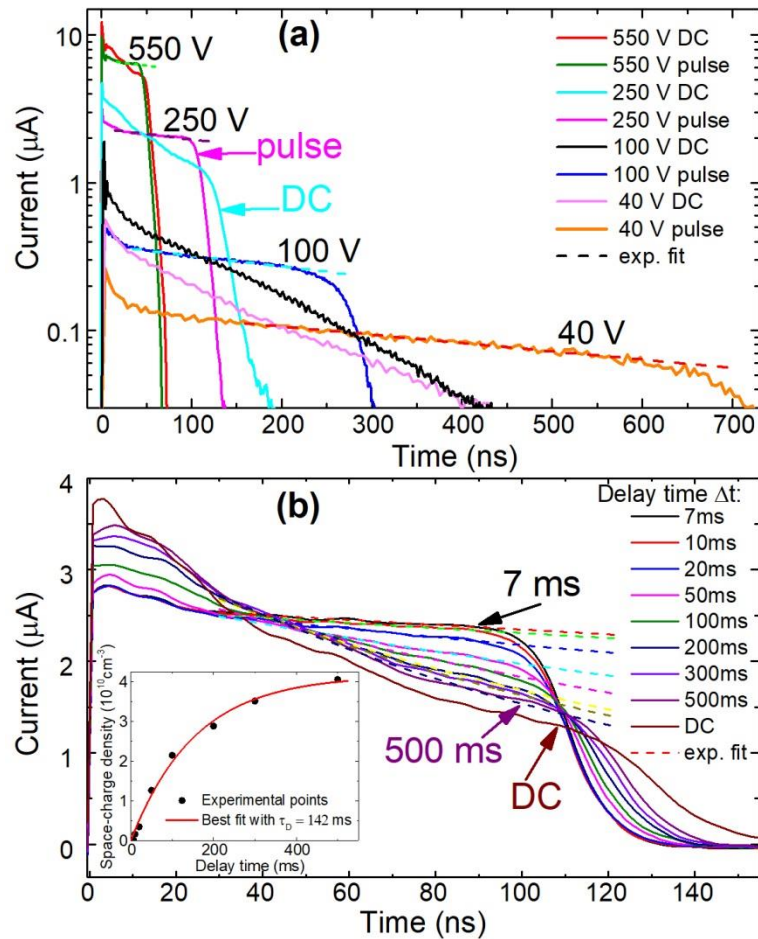 (a)
550 V
250 V
pulse
DC
100 V
40 V
550 V DC
550 V pulse
250 V DC
250 V pulse
100 V DC
100 V pulse
40 V DC
40 V pulse
exp. fit
10
1
0.1
Current (μA)
0 100 200 300 400 500 600 700
Time (ns)
(b)
Delay time Δt:
7ms
10ms
20ms
50ms
100ms
200ms
300ms
500ms
DC
exp. fit
7 ms
500 ms
DC
4
3
2
1
0
Current (μA)
Space-charge density (10¹⁰cm⁻³)
4
3
2
1
0
Experimental points
Best fit with τD = 142 ms
0 200 400
Delay time (ms)
0 20 40 60 80 100 120 140
Time (ns)